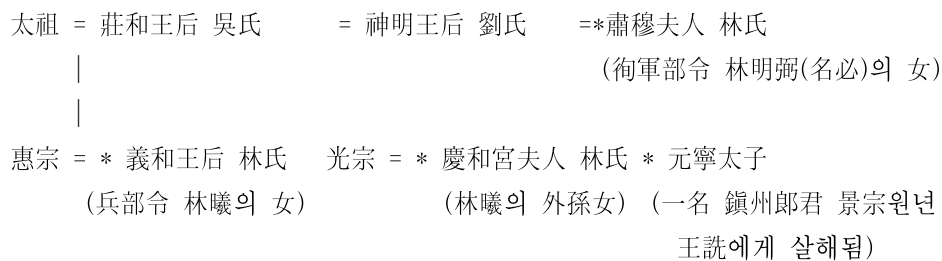 太祖 = 莊和王后 吳氏 = 神明王后 劉氏 =*肅穆夫人 林氏
(徇軍部令 林明弼(名必)의 女)
惠宗 = * 義和王后 林氏 光宗 = * 慶和宮夫人 林氏 * 元寧太子
(兵部令 林曦의 女) (林曦의 外孫女) (一名 鎭州郎君 景宗원년
王詵에게 살해됨)